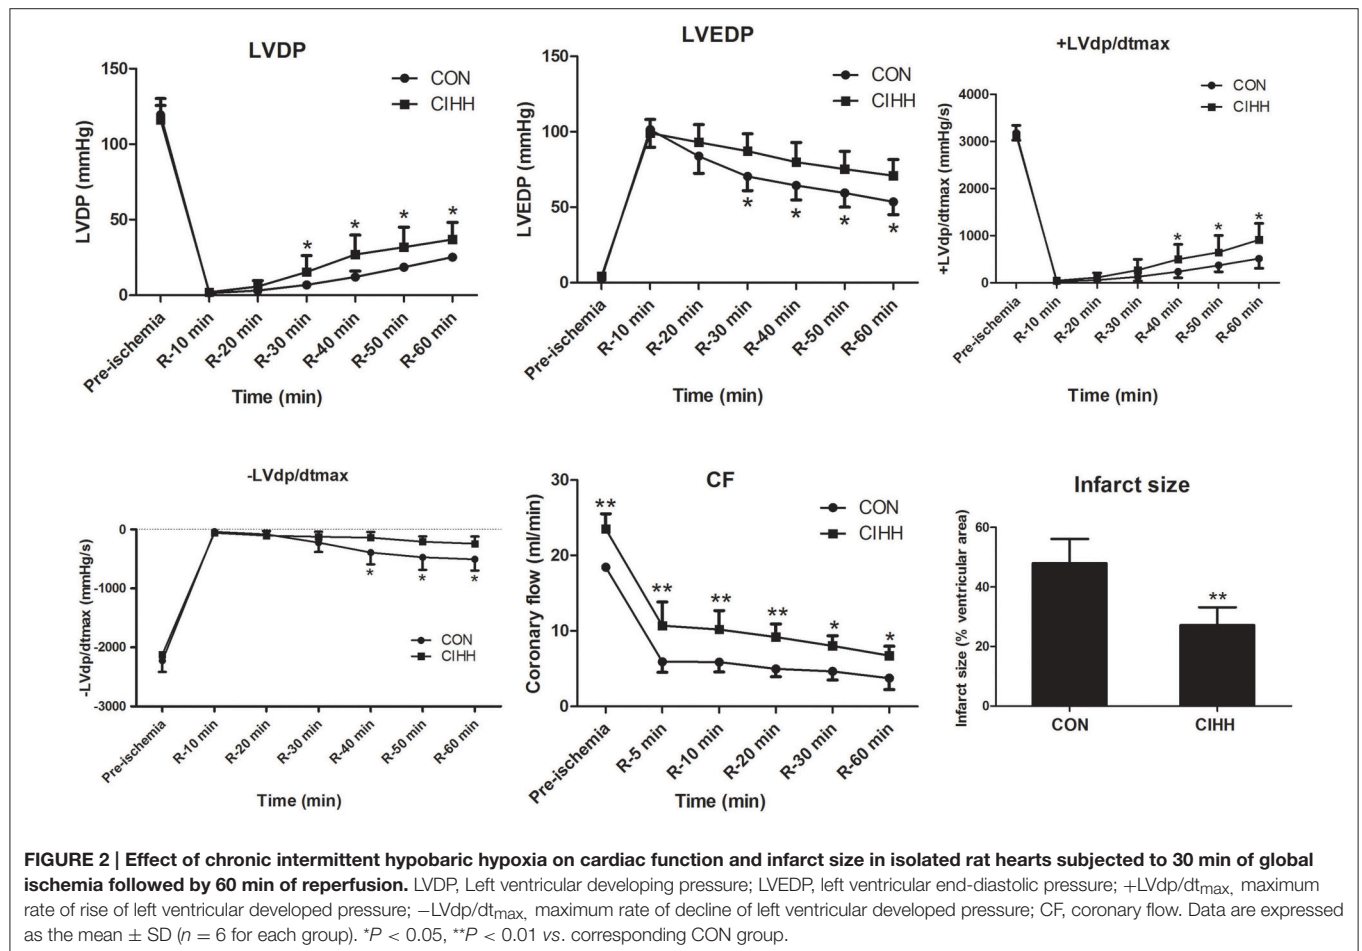 LVDP
LVDP (mmHg)
150
100
50
0
CON
CIHH
*
*
*
*
Pre-ischemia
R-10 min
R-20 min
R-30 min
R-40 min
R-50 min
R-60 min
Time (min)
LVEDP
LVEDP (mmHg)
150
100
50
0
CON
CIHH
*
*
*
*
Pre-ischemia
R-10 min
R-20 min
R-30 min
R-40 min
R-50 min
R-60 min
Time (min)
+LVdp/dtmax
+LVdp/dtmax (mmHg/s)
4000
3000
2000
1000
0
CON
CIHH
*
*
*
Pre-ischemia
R-10 min
R-20 min
R-30 min
R-40 min
R-50 min
R-60 min
Time (min)
-LVdp/dtmax
-LVdp/dtmax (mmHg/s)
0
-1000
-2000
-3000
*
*
*
CON
CIHH
Pre-ischemia
R-10 min
R-20 min
R-30 min
R-40 min
R-50 min
R-60 min
Time (min)
CF
Coronary flow (ml/min)
30
20
10
0
CON
CIHH
**
**
**
**
*
*
Pre-ischemia
R-5 min
R-10 min
R-20 min
R-30 min
R-60 min
Time (min)
Infarct size
Infarct size (% ventricular area)
60
40
20
0
**
CON
CIHH
FIGURE 2 | Effect of chronic intermittent hypobaric hypoxia on cardiac function and infarct size in isolated rat hearts subjected to 30 min of global
ischemia followed by 60 min of reperfusion. LVDP, Left ventricular developing pressure; LVEDP, left ventricular end-diastolic pressure; +LVdp/dtmax, maximum
rate of rise of left ventricular developed pressure; −LVdp/dtmax, maximum rate of decline of left ventricular developed pressure; CF, coronary flow. Data are expressed
as the mean ± SD (n = 6 for each group). *P < 0.05, **P < 0.01 vs. corresponding CON group.